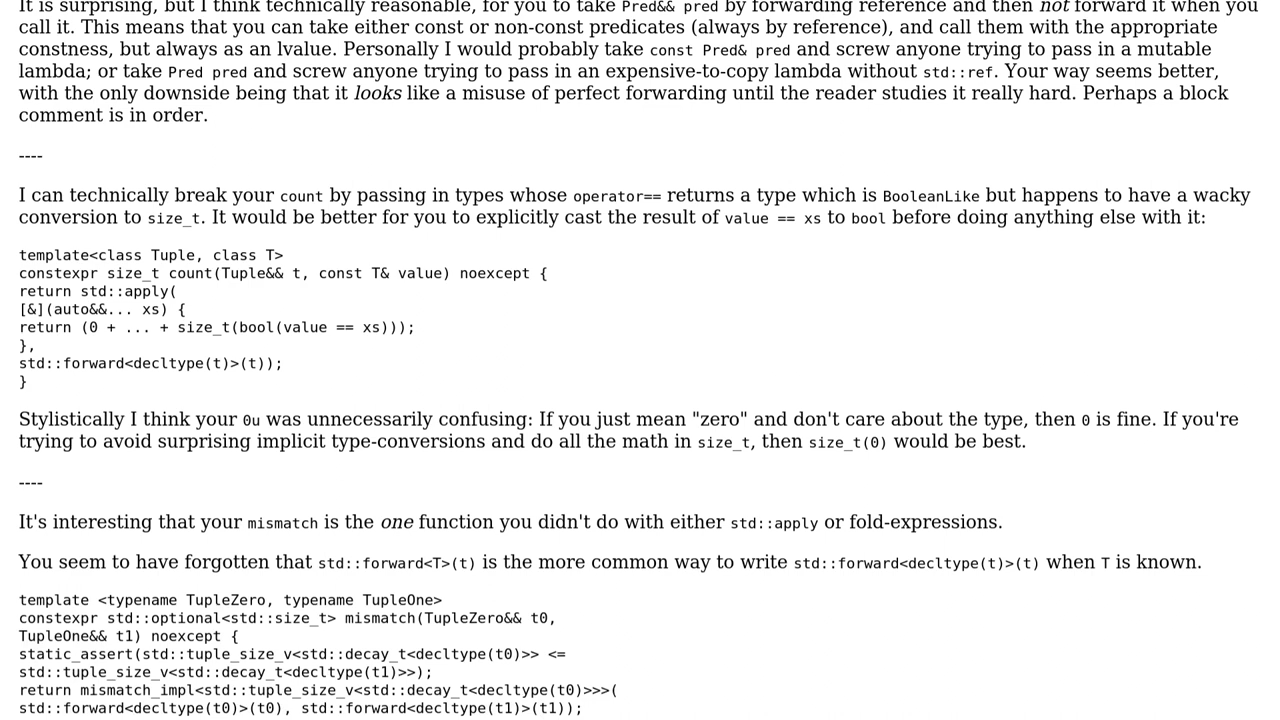 It is surprising, but I think technically reasonable, for you to take Pred&& pred by forwarding reference and then not forward it when you
call it. This means that you can take either const or non-const predicates (always by reference), and call them with the appropriate
constness, but always as an lvalue. Personally I would probably take const Pred& pred and screw anyone trying to pass in a mutable
lambda; or take Pred pred and screw anyone trying to pass in an expensive-to-copy lambda without std::ref. Your way seems better,
with the only downside being that it looks like a misuse of perfect forwarding until the reader studies it really hard. Perhaps a block
comment is in order.
----
I can technically break your count by passing in types whose operator== returns a type which is BooleanLike but happens to have a wacky
conversion to size_t. It would be better for you to explicitly cast the result of value == xs to bool before doing anything else with it:
template<class Tuple, class T>
constexpr size_t count(Tuple&& t, const T& value) noexcept {
return std::apply(
[&](auto&&... xs) {
return (0 + ... + size_t(bool(value == xs)));
},
std::forward<decltype(t)>(t));
}
Stylistically I think your 0u was unnecessarily confusing: If you just mean "zero" and don't care about the type, then 0 is fine. If you're
trying to avoid surprising implicit type-conversions and do all the math in size_t, then size_t(0) would be best.
----
It's interesting that your mismatch is the one function you didn't do with either std::apply or fold-expressions.
You seem to have forgotten that std::forward<T>(t) is the more common way to write std::forward<decltype(t)>(t) when T is known.
template <typename TupleZero, typename TupleOne>
constexpr std::optional<std::size_t> mismatch(TupleZero&& t0,
TupleOne&& t1) noexcept {
static_assert(std::tuple_size_v<std::decay_t<decltype(t0)>> <=
std::tuple_size_v<std::decay_t<decltype(t1)>>);
return mismatch_impl<std::tuple_size_v<std::decay_t<decltype(t0)>>>(
std::forward<decltype(t0)>(t0), std::forward<decltype(t1)>(t1));